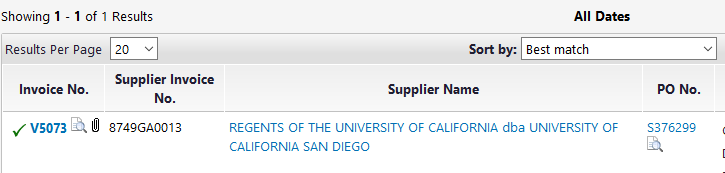 Showing 1 - 1 of 1 Results
All Dates
Results Per Page 20
Sort by: Best match
Invoice No.
Supplier Invoice
No.
Supplier Name
PO No.
V5073
8749GA0013
REGENTS OF THE UNIVERSITY OF CALIFORNIA dba UNIVERSITY OF
CALIFORNIA SAN DIEGO
S376299